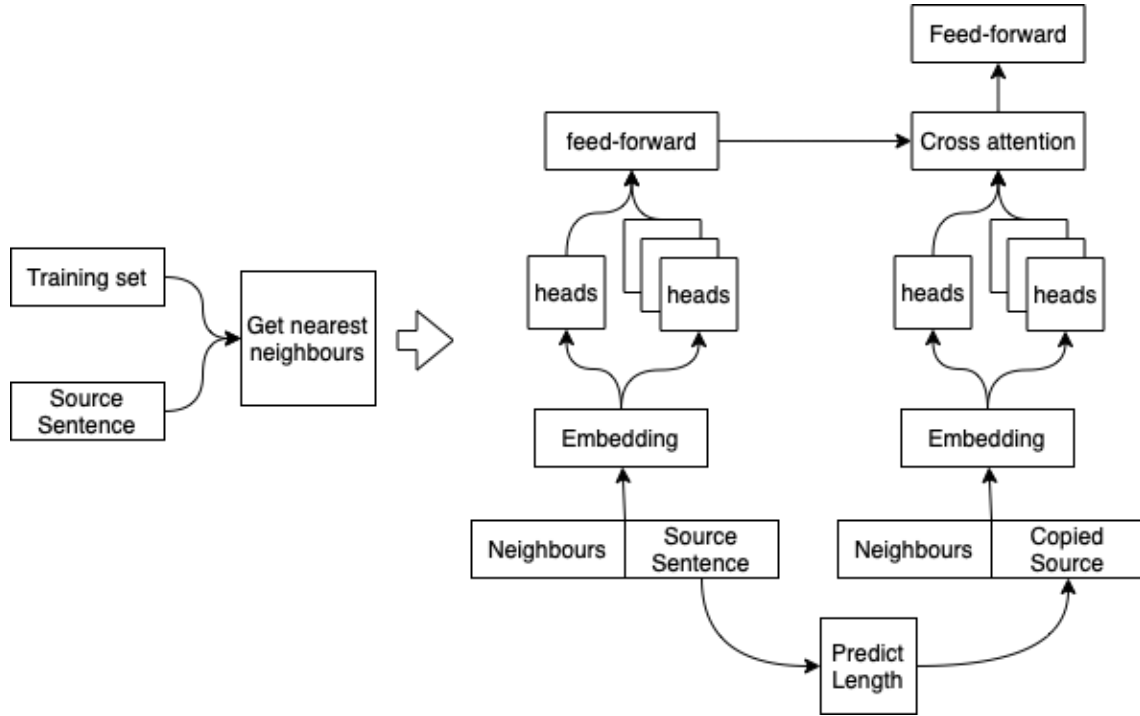 Feed-forward
feed-forward
Cross attention
Training set
Get nearest
neighbours
heads
heads
heads
heads
Source
Sentence
Embedding
Embedding
Neighbours
Source
Sentence
Neighbours
Copied
Source
Predict
Length